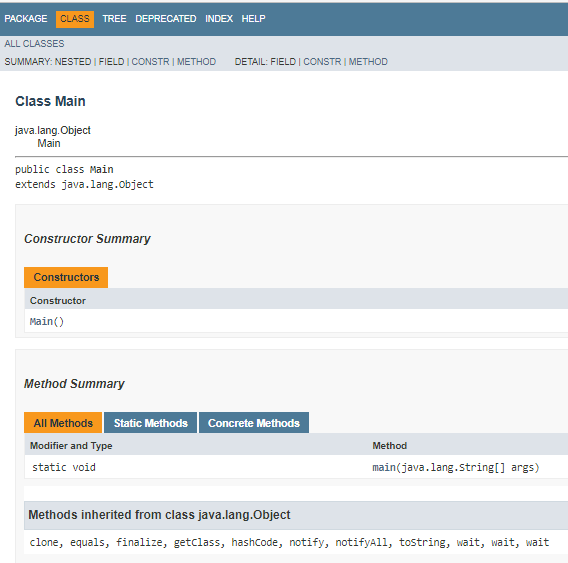 PACKAGE CLASS TREE DEPRECATED INDEX HELP
ALL CLASSES
SUMMARY: NESTED | FIELD | CONSTR | METHOD DETAIL: FIELD | CONSTR | METHOD
Class Main
java.lang.Object
Main
public class Main
extends java.lang.Object
Constructor Summary
Constructors
Constructor
Main()
Method Summary
All Methods Static Methods Concrete Methods
Modifier and Type Method
static void main(java.lang.String[] args)
Methods inherited from class java.lang.Object
clone, equals, finalize, getClass, hashCode, notify, notifyAll, toString, wait, wait, wait